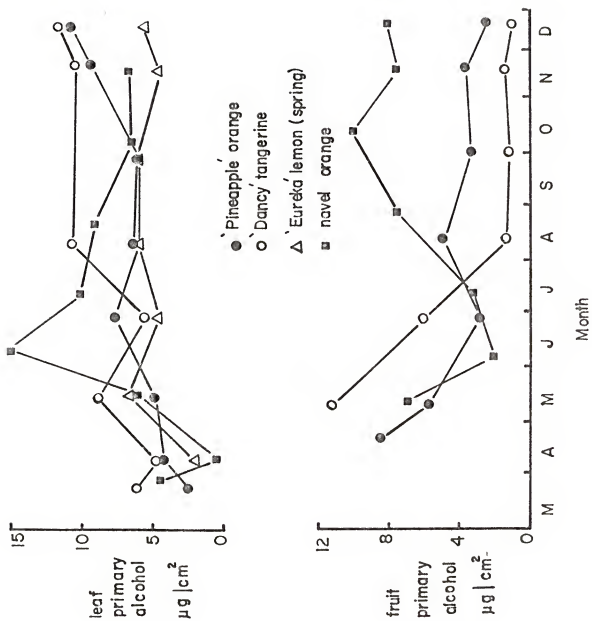 15
10
5
0
leaf
primary
alcohol
µg|cm²
'Pineapple' orange
'Dancy' tangerine
'Eureka' lemon (spring)
navel orange
12
8
4
0
fruit
primary
alcohol
µg|cm-
M A M J J A S O N D
Month